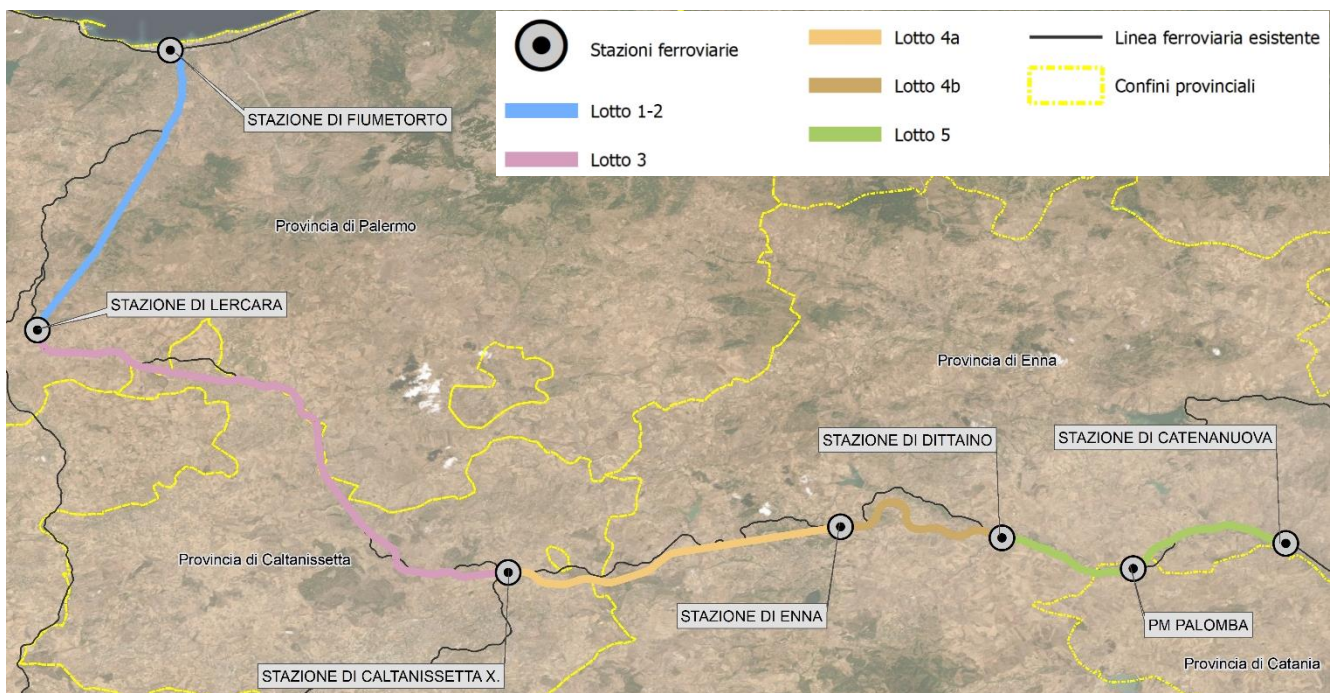 Stazioni ferroviarie
Lotto 1-2
Lotto 3
Lotto 4a
Lotto 4b
Lotto 5
Linea ferroviaria esistente
Confini provinciali
STAZIONE DI FIUMETORTO
Provincia di Palermo
STAZIONE DI LERCARA
Provincia di Enna
STAZIONE DI DITTAINO
STAZIONE DI CATENANUOVA
Provincia di Caltanissetta
STAZIONE DI ENNA
PM PALOMBA
Provincia di Catania
STAZIONE DI CALTANISSETTA X.